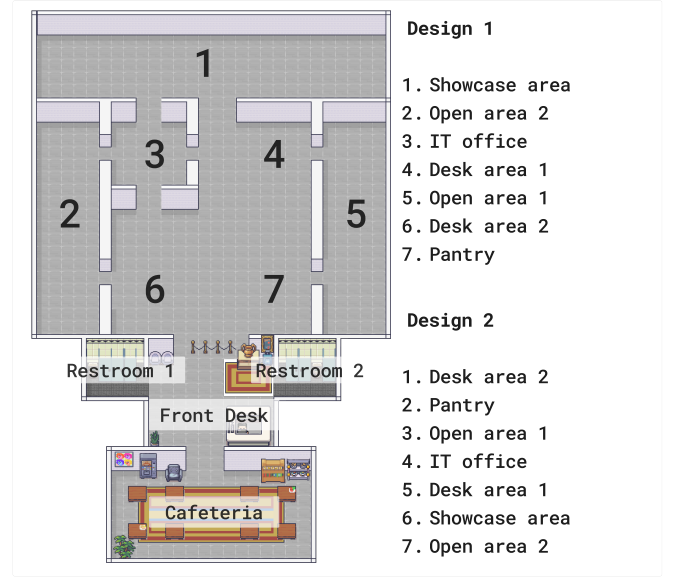 1
3
4
2
5
6
7
Restroom 1
Restroom 2
Front Desk
Cafeteria
Design 1
1. Showcase area
2. Open area 2
3. IT office
4. Desk area 1
5. Open area 1
6. Desk area 2
7. Pantry
Design 2
1. Desk area 2
2. Pantry
3. Open area 1
4. IT office
5. Desk area 1
6. Showcase area
7. Open area 2